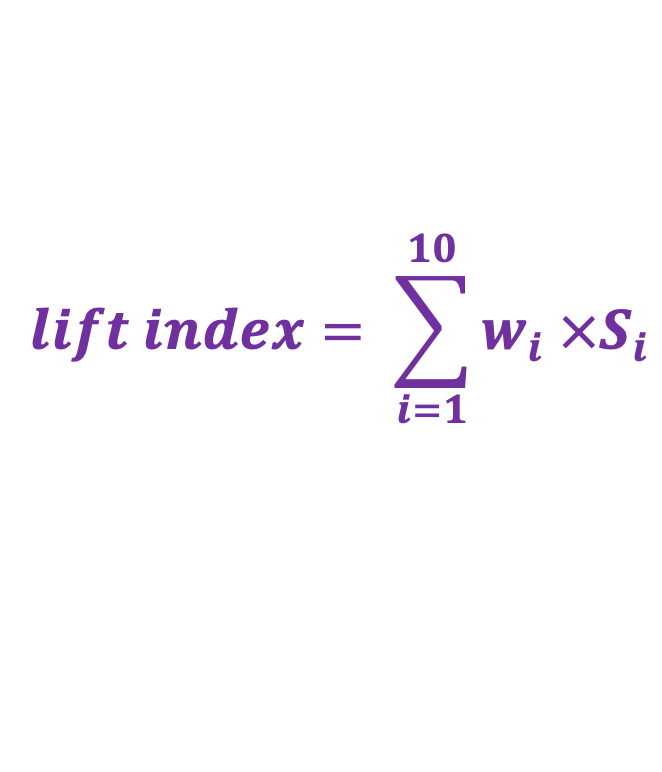 lift index = ∑_{i=1}^{10} w_i × S_i